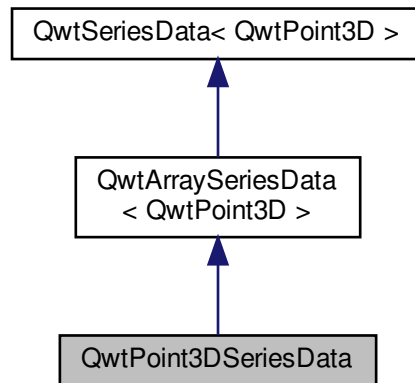 QwtSeriesData< QwtPoint3D >
QwtArraySeriesData
< QwtPoint3D >
QwtPoint3DSeriesData